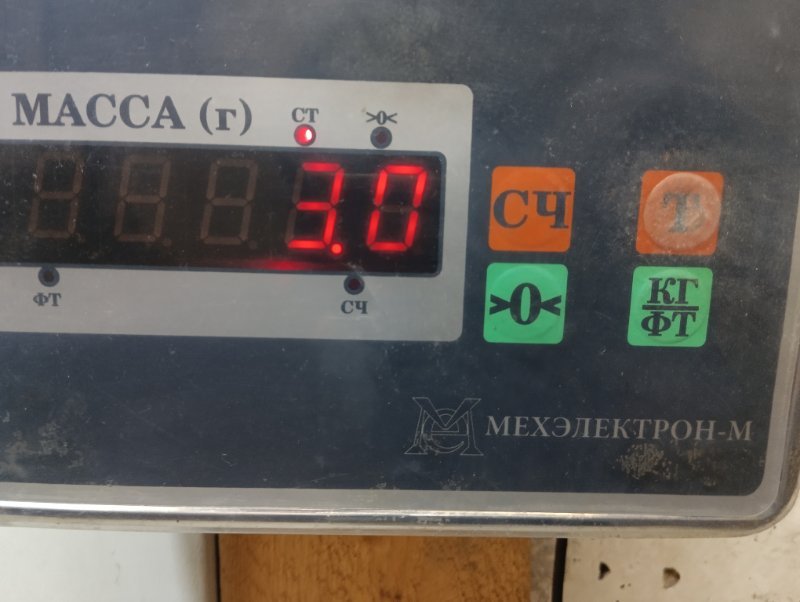 МАССА (г)
СТ
>0<
3.0
ФТ
СЧ
СЧ
Т
>0<
КГ
ФТ
МЕХЭЛЕКТРОН-М